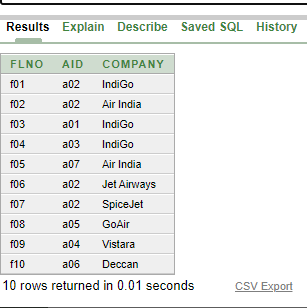 Results Explain Describe Saved SQL History
FLNO AID COMPANY
f01 a02 IndiGo
f02 a02 Air India
f03 a01 IndiGo
f04 a03 IndiGo
f05 a07 Air India
f06 a02 Jet Airways
f07 a02 SpiceJet
f08 a05 GoAir
f09 a04 Vistara
f10 a06 Deccan
10 rows returned in 0.01 seconds CSV Export